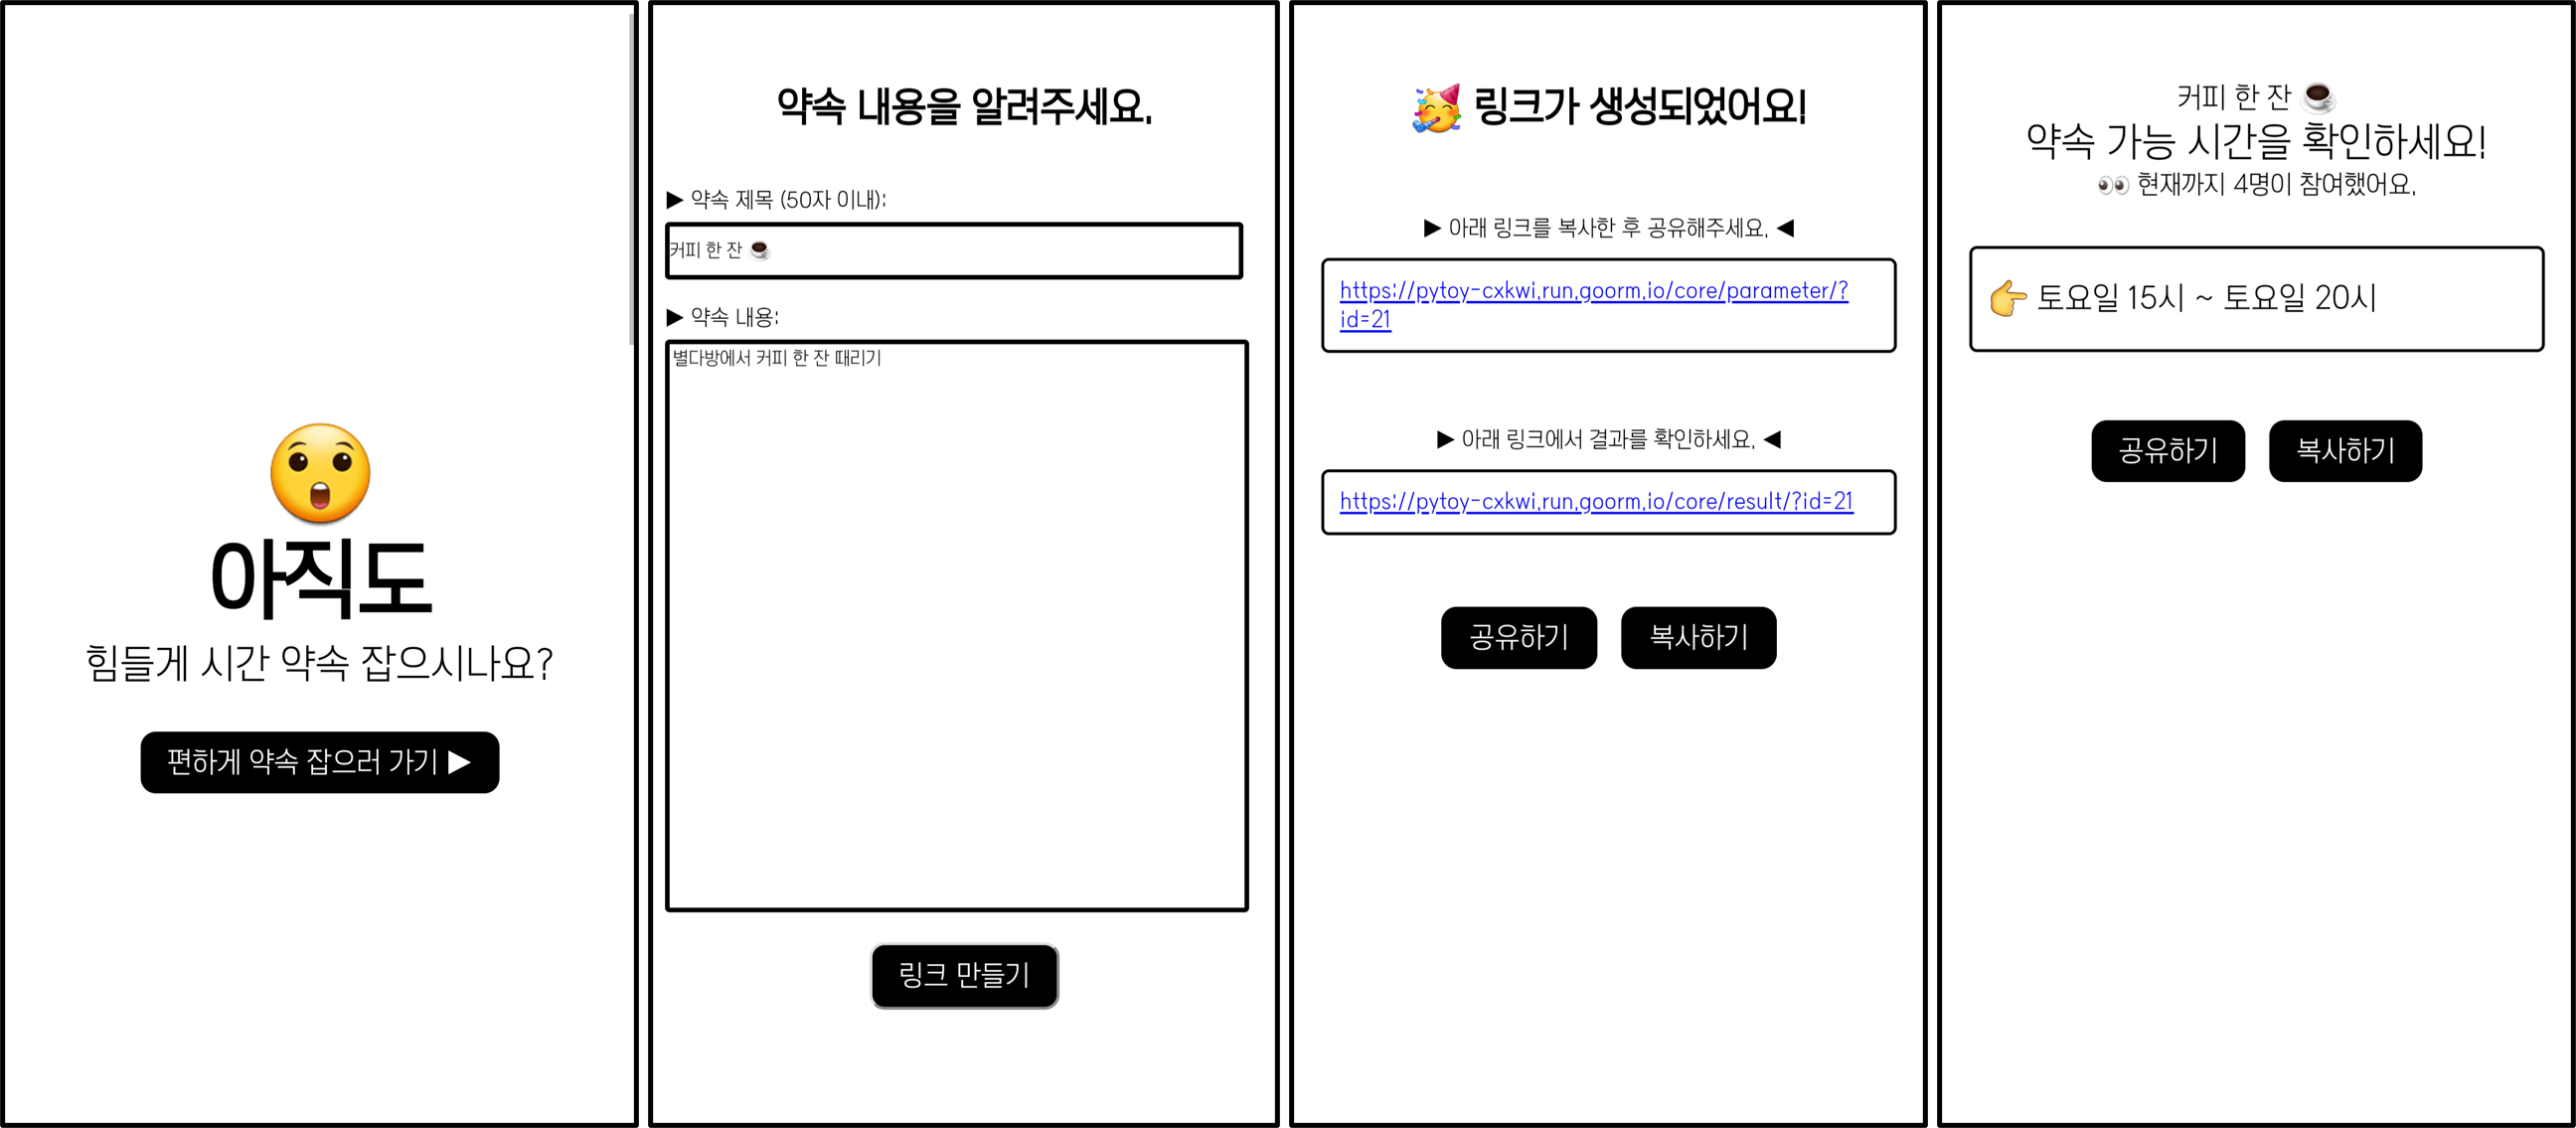 😲
아직도
힘들게 시간 약속 잡으시나요?
편하게 약속 잡으러 가기 ▶
약속 내용을 알려주세요.
▶ 약속 제목 (50자 이내):
커피 한 잔 ☕
▶ 약속 내용:
별다방에서 커피 한 잔 때리기
링크 만들기
🥳 링크가 생성되었어요!
▶ 아래 링크를 복사한 후 공유해주세요. ◀
https://pytoy-cxkwi.run.goorm.io/core/parameter/?
id=21
▶ 아래 링크에서 결과를 확인하세요. ◀
https://pytoy-cxkwi.run.goorm.io/core/result/?id=21
공유하기 복사하기
커피 한 잔 ☕
약속 가능 시간을 확인하세요!
👀 현재까지 4명이 참여했어요.
👉 토요일 15시 ~ 토요일 20시
공유하기 복사하기